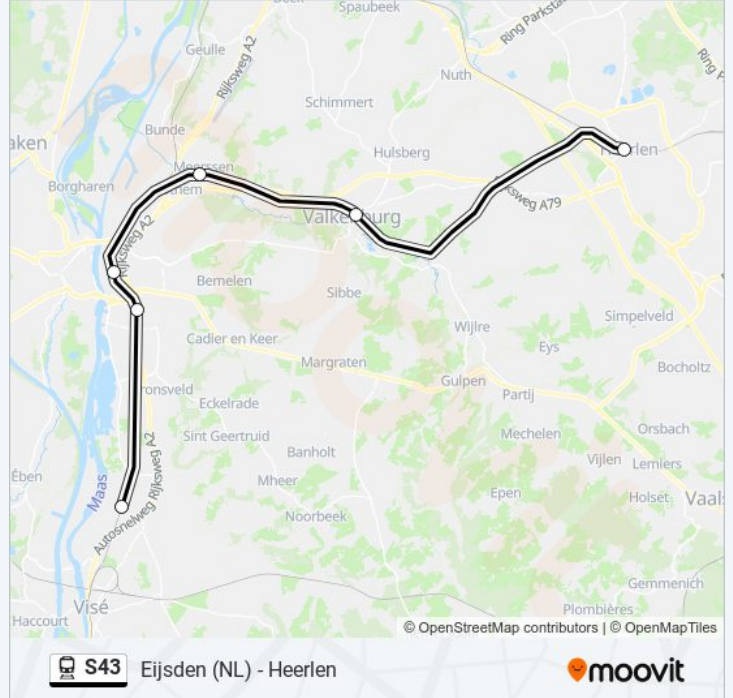 Spaubeek
Ring Parkstad
Geulle
Rijksweg A2
Nuth
Ring P
Schimmert
Bunde
aken
Hulsberg
Heerlen
Meerssen
Borgharen
them
Rijksweg A79
Valkenburg
Rijksweg A2
Bemelen
Sibbe
Simpelveld
Wijlre
Cadier en Keer
Eys
Margraten
Bocholtz
Gulpen
ronsveld
Partij
Eckelrade
Orsbach
Sint Geertruid
Mechelen
Banholt
Vijlen
Lemiers
Eben
Mheer
Maas
Epen
Holset
Vaals
Noorbeek
Autosnelweg Rijksweg A2
Gemmenich
Visé
Plombières
Haccourt
© OpenStreetMap contributors | © OpenMapTiles
S43 Eijsden (NL) - Heerlen
moovit